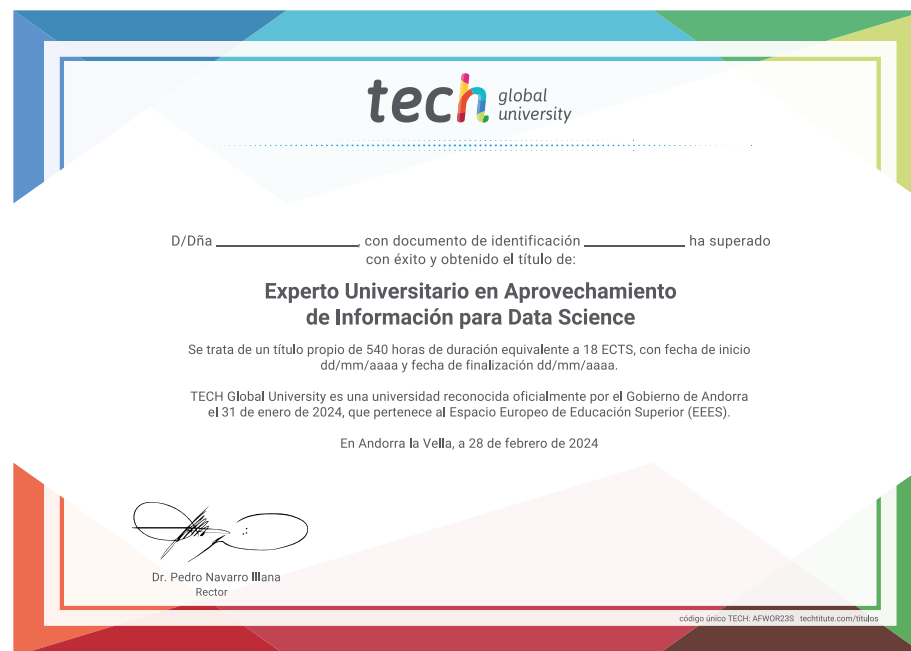 tech global
university
D/Dña ______________, con documento de identificación __________ ha superado
con éxito y obtenido el título de:
Experto Universitario en Aprovechamiento
de Información para Data Science
Se trata de un título propio de 540 horas de duración equivalente a 18 ECTS, con fecha de inicio
dd/mm/aaaa y fecha de finalización dd/mm/aaaa.
TECH Global University es una universidad reconocida oficialmente por el Gobierno de Andorra
el 31 de enero de 2024, que pertenece al Espacio Europeo de Educación Superior (EEES).
En Andorra la Vella, a 28 de febrero de 2024
Dr. Pedro Navarro Illana
Rector
código único TECH: AFWOR23S techtitute.com/titulos